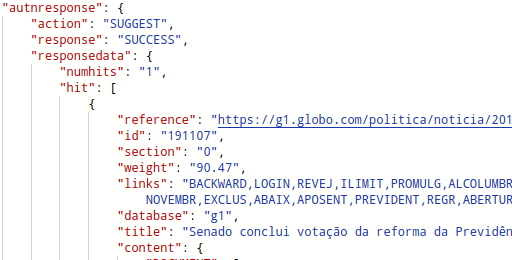 "autnresponse": {
"action": "SUGGEST",
"response": "SUCCESS",
"responsedata": {
"numhits": "1",
"hit": [
{
"reference": "https://g1.globo.com/politica/noticia/201
"id": "191107",
"section": "0",
"weight": "90.47",
"links": "BACKWARD,LOGIN,REVEJ,ILIMIT,PROMULG,ALCOLUMBR
NOVEMBR,EXCLUS,ABAIX,APOSENT,PREVIDENT,REGR,ABERTUR
"database": "g1",
"title": "Senado conclui votação da reforma da Previdên
"content": {